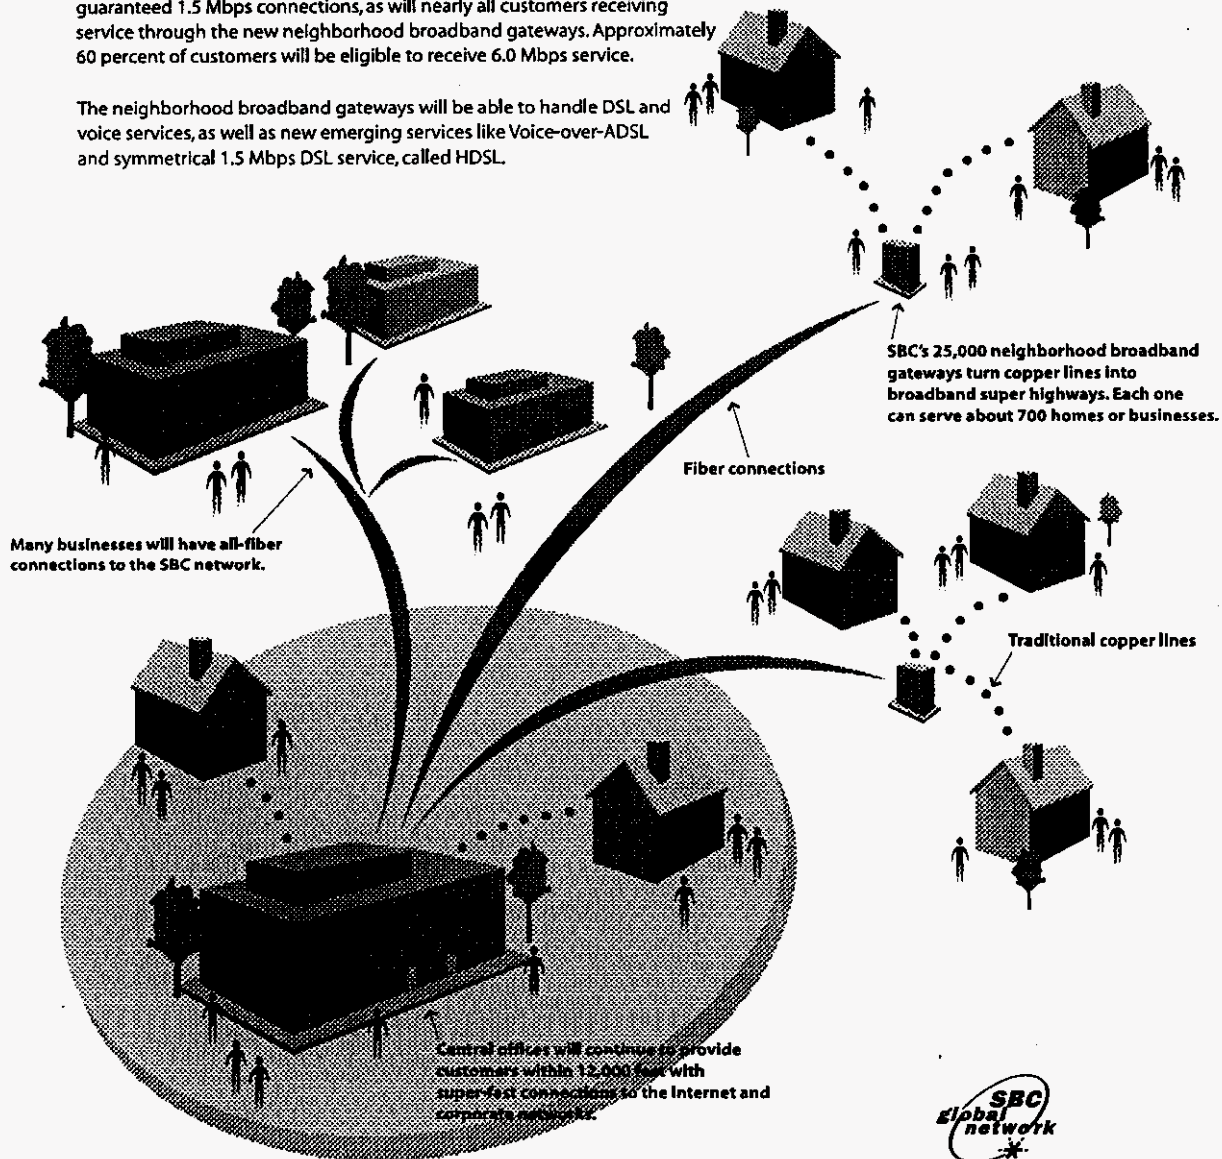 guaranteed 1.5 Mbps connections, as will nearly all customers receiving
service through the new neighborhood broadband gateways. Approximately
60 percent of customers will be eligible to receive 6.0 Mbps service.
The neighborhood broadband gateways will be able to handle DSL and
voice services, as well as new emerging services like Voice-over-ADSL
and symmetrical 1.5 Mbps DSL service, called HDSL.
SBC's 25,000 neighborhood broadband
gateways turn copper lines into
broadband super highways. Each one
can serve about 700 homes or businesses.
Fiber connections
Many businesses will have all-fiber
connections to the SBC network.
Traditional copper lines
Central offices will continue to provide
customers within 12,000 feet with
super-fast connections to the Internet and
corporate networks.
SBC
global
network